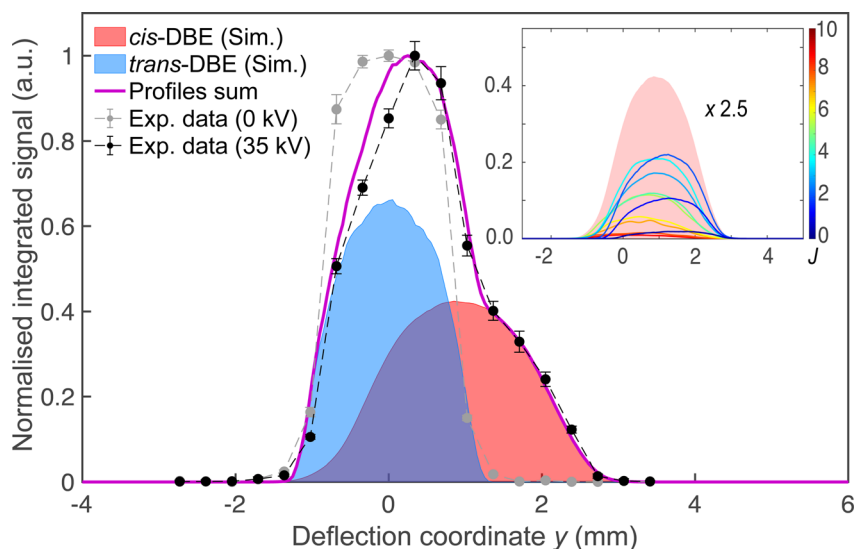 Normalised integrated signal (a.u.)
1
0.8
0.6
0.4
0.2
0
cis-DBE (Sim.)
trans-DBE (Sim.)
Profiles sum
Exp. data (0 kV)
Exp. data (35 kV)
0.4
0.2
0.0
x 2.5
-2 0 2 4
10
8
6
4
2
0
J
-4 -2 0 2 4 6
Deflection coordinate y (mm)